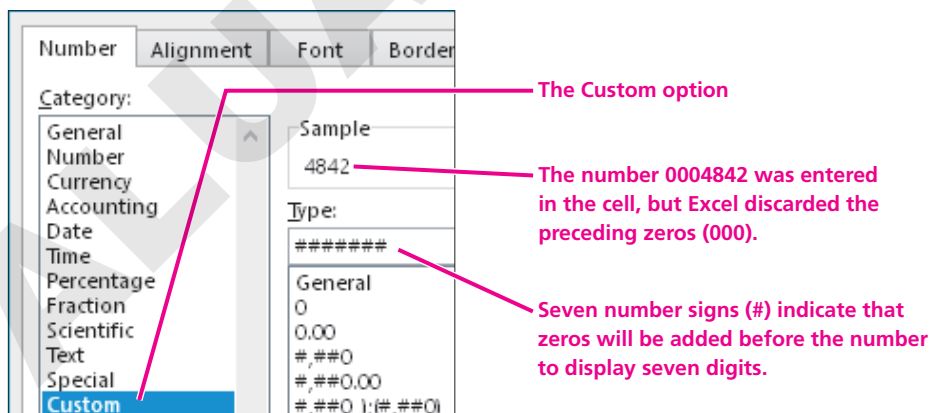 Number Alignment Font Border
Category:
General
Number
Currency
Accounting
Date
Time
Percentage
Fraction
Scientific
Text
Special
Custom
Sample
4842
Type:
#######
General
0
0.00
#,##0
#,##0.00
#,##0_);(#,##0)
The Custom option
The number 0004842 was entered
in the cell, but Excel discarded the
preceding zeros (000).
Seven number signs (#) indicate that
zeros will be added before the number
to display seven digits.